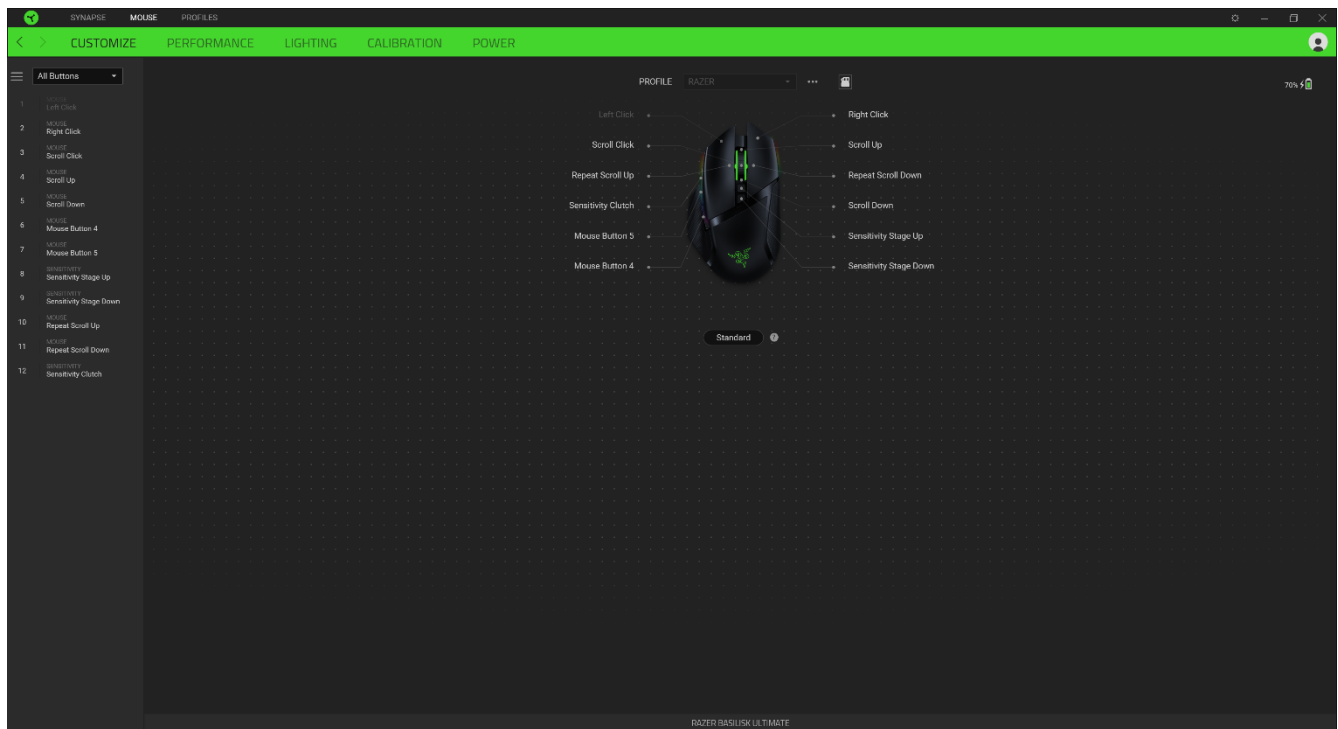 SYNAPSE MOUSE PROFILES
CUSTOMIZE PERFORMANCE LIGHTING CALIBRATION POWER
All Buttons
PROFILE RAZER
70%
1 MOUSE
Left Click
2 MOUSE
Right Click
3 MOUSE
Scroll Click
4 MOUSE
Scroll Up
5 MOUSE
Scroll Down
6 MOUSE
Mouse Button 4
7 MOUSE
Mouse Button 5
8 SENSITIVITY
Sensitivity Stage Up
9 SENSITIVITY
Sensitivity Stage Down
10 MOUSE
Repeat Scroll Up
11 MOUSE
Repeat Scroll Down
12 SENSITIVITY
Sensitivity Clutch
Left Click Right Click
Scroll Click Scroll Up
Repeat Scroll Up Repeat Scroll Down
Sensitivity Clutch Scroll Down
Mouse Button 5 Sensitivity Stage Up
Mouse Button 4 Sensitivity Stage Down
Standard ?
RAZER BASILISK ULTIMATE